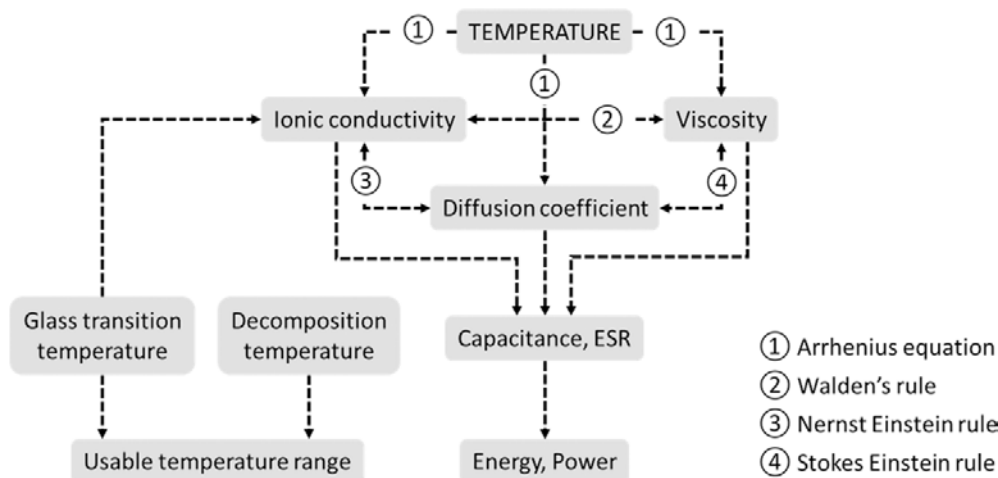 ① TEMPERATURE ①
①
Ionic conductivity ② Viscosity
③ ④
Diffusion coefficient
Glass transition
temperature
Decomposition
temperature
Capacitance, ESR
Usable temperature range
Energy, Power
① Arrhenius equation
② Walden's rule
③ Nernst Einstein rule
④ Stokes Einstein rule